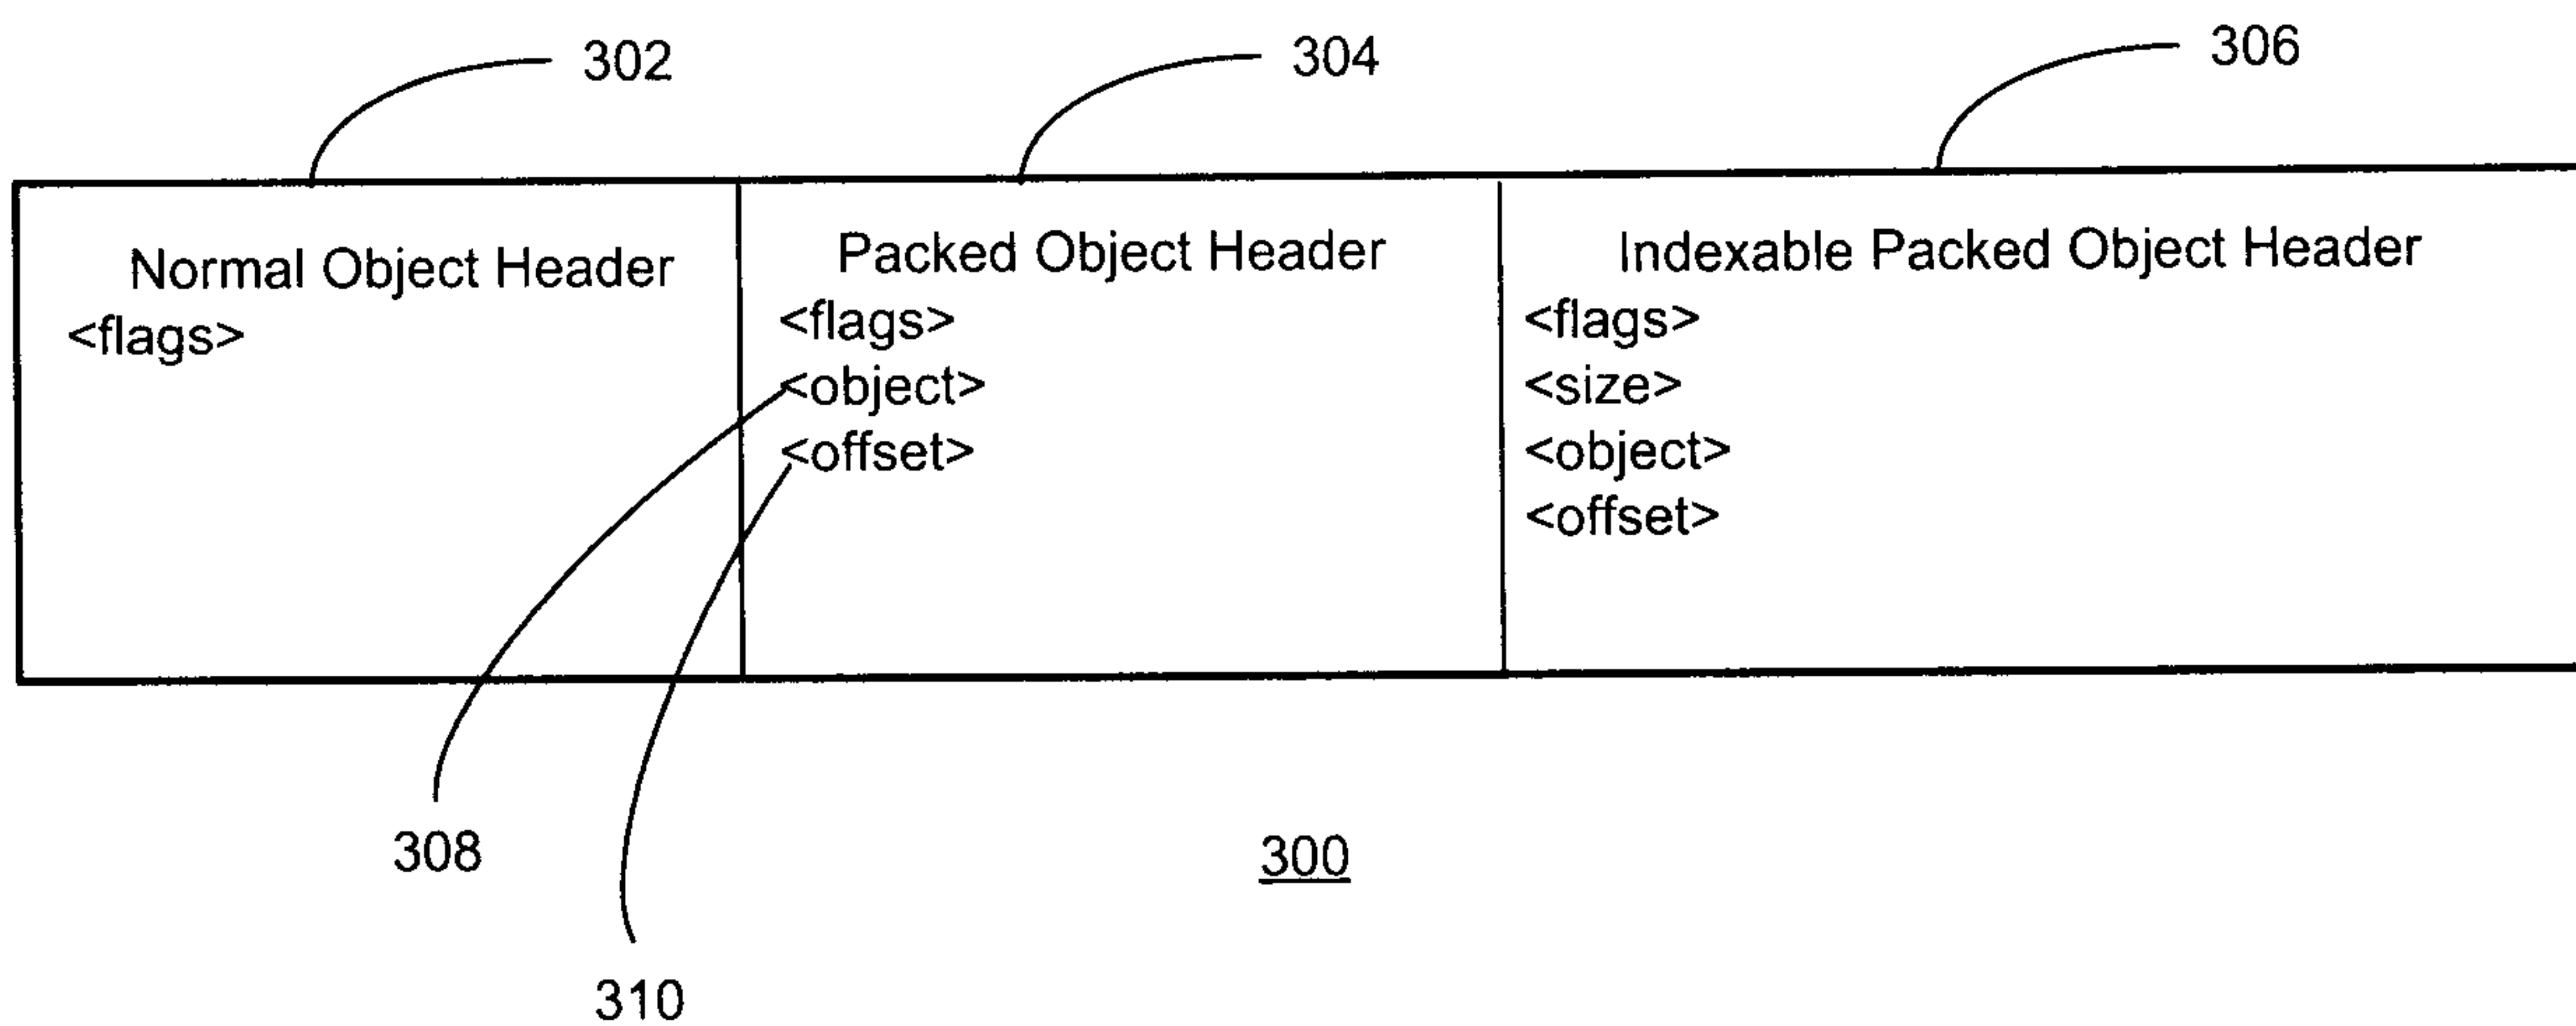 302
304
306
Normal Object Header
<flags>
Packed Object Header
<flags>
<object>
<offset>
Indexable Packed Object Header
<flags>
<size>
<object>
<offset>
308
300
310